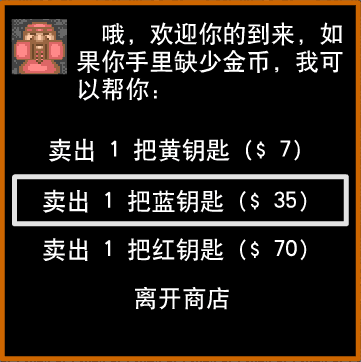 哦，欢迎你的到来，如
果你手里缺少金币，我可
以帮你：
卖出 1 把黄钥匙（$ 7）
卖出 1 把蓝钥匙（$ 35）
卖出 1 把红钥匙（$ 70）
离开商店